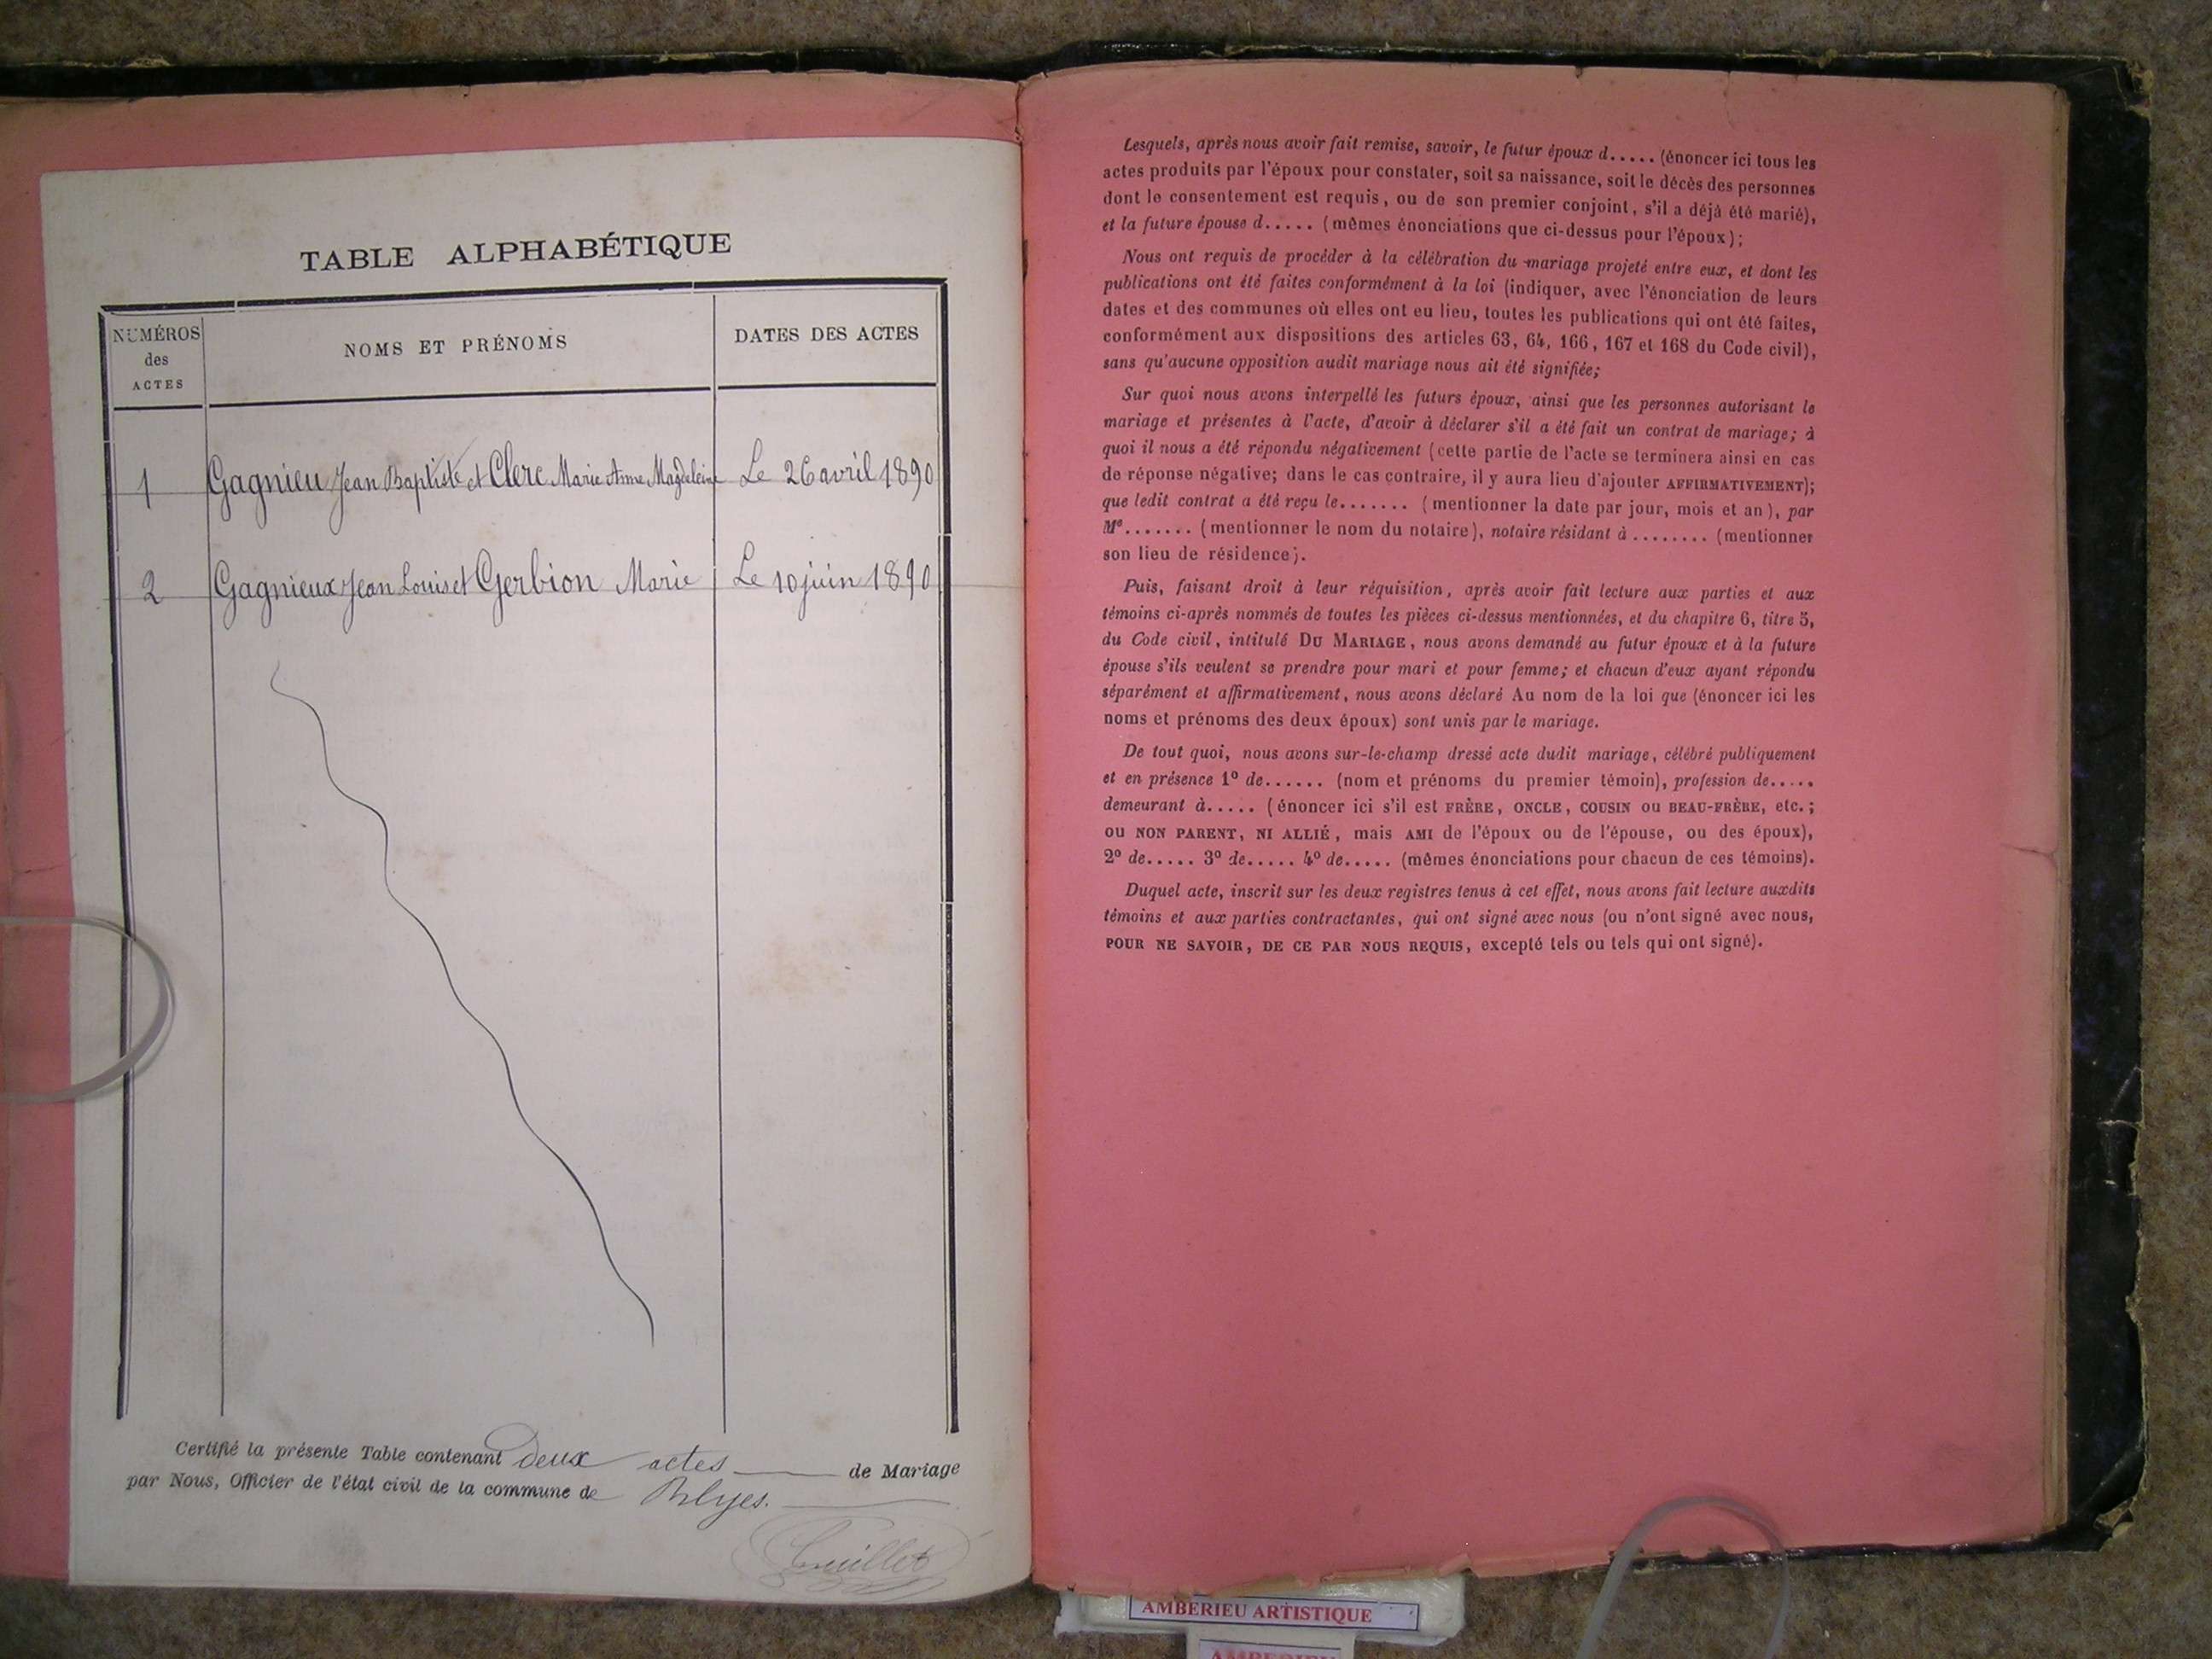 TABLE ALPHABÉTIQUE
NUMÉROS des ACTES
NOMS ET PRÉNOMS
DATES DES ACTES
1 Gagnieu Jean Baptiste et Clerc Marie Anne Magdeleine Le 26 avril 1890
2 Gagnieux Jean Louis et Gerbion Marie Le 10 juin 1890
Certifié la présente Table contenant deux actes de Mariage
par Nous, Officier de l'état civil de la commune de Blyes.
Lesquels, après nous avoir fait remise, savoir, le futur époux d..... (énoncer ici tous les
actes produits par l'époux pour constater, soit sa naissance, soit le décès des personnes
dont le consentement est requis, ou de son premier conjoint, s'il a déjà été marié),
et la future épouse d..... (mêmes énonciations que ci-dessus pour l'époux);
Nous ont requis de procéder à la célébration du mariage projeté entre eux, et dont les
publications ont été faites conformément à la loi (indiquer, avec l'énonciation de leurs
dates et des communes où elles ont eu lieu, toutes les publications qui ont été faites,
conformément aux dispositions des articles 63, 64, 166, 167 et 168 du Code civil),
sans qu'aucune opposition audit mariage nous ait été signifiée;
Sur quoi nous avons interpellé les futurs époux, ainsi que les personnes autorisant le
mariage et présentes à l'acte, d'avoir à déclarer s'il a été fait un contrat de mariage; à
quoi il nous a été répondu négativement (cette partie de l'acte se terminera ainsi en cas
de réponse négative; dans le cas contraire, il y aura lieu d'ajouter AFFIRMATIVEMENT);
que ledit contrat a été reçu le....... (mentionner la date par jour, mois et an), par
Me....... (mentionner le nom du notaire), notaire résidant à ........ (mentionner
son lieu de résidence).
Puis, faisant droit à leur réquisition, après avoir fait lecture aux parties et aux
témoins ci-après nommés de toutes les pièces ci-dessus mentionnées, et du chapitre 6, titre 5,
du Code civil, intitulé DU MARIAGE, nous avons demandé au futur époux et à la future
épouse s'ils veulent se prendre pour mari et pour femme; et chacun d'eux ayant répondu
séparément et affirmativement, nous avons déclaré Au nom de la loi que (énoncer ici les
noms et prénoms des deux époux) sont unis par le mariage.
De tout quoi, nous avons sur-le-champ dressé acte dudit mariage, célébré publiquement
et en présence 1º de...... (nom et prénoms du premier témoin), profession de.....
demeurant à..... (énoncer ici s'il est FRÈRE, ONCLE, COUSIN ou BEAU-FRÈRE, etc.;
ou NON PARENT, NI ALLIÉ, mais AMI de l'époux ou de l'épouse, ou des époux),
2º de..... 3º de..... 4º de..... (mêmes énonciations pour chacun de ces témoins).
Duquel acte, inscrit sur les deux registres tenus à cet effet, nous avons fait lecture auxdits
témoins et aux parties contractantes, qui ont signé avec nous (ou n'ont signé avec nous,
POUR NE SAVOIR, DE CE PAR NOUS REQUIS, excepté tels ou tels qui ont signé).
AMBERIEU ARTISTIQUE
AMBERIEU